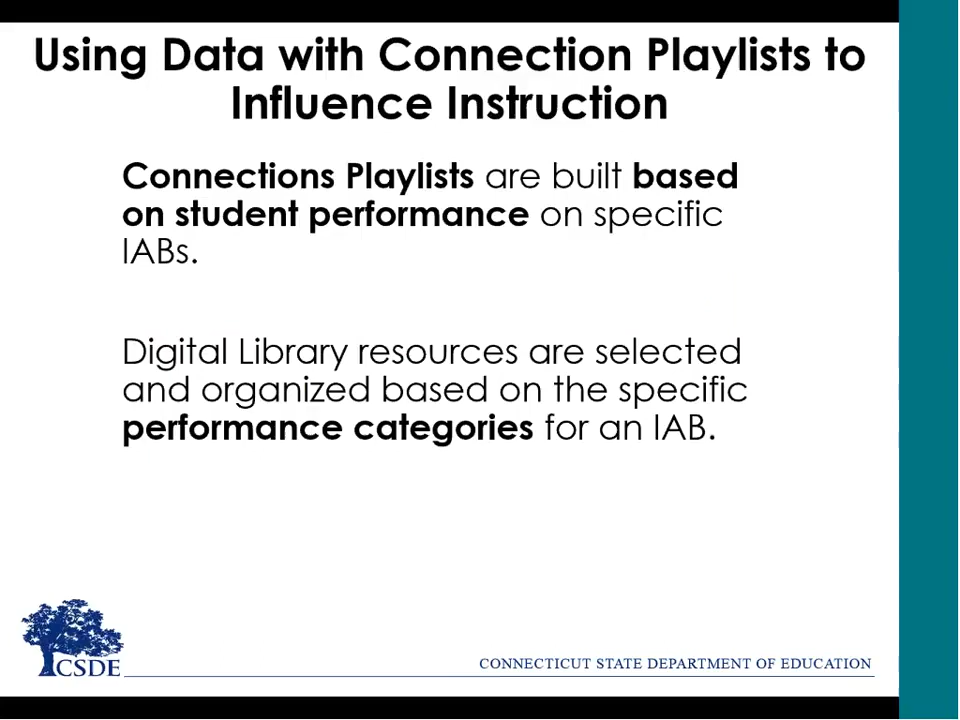 Using Data with Connection Playlists to
Influence Instruction
Connections Playlists are built based
on student performance on specific
IABs.
Digital Library resources are selected
and organized based on the specific
performance categories for an IAB.
CSDE
CONNECTICUT STATE DEPARTMENT OF EDUCATION